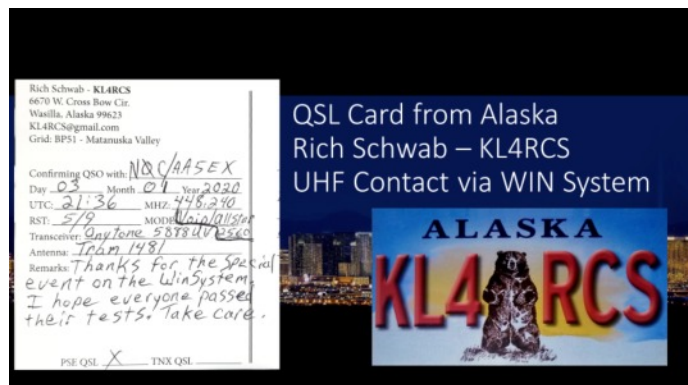 Rich Schwab - KL4RCS
6670 W. Cross Bow Cir.
Wasilla, Alaska 99623
KL4RCS@gmail.com
Grid: BP51 - Matanuska Valley
Confirming QSO with: N0C/AA5EX
Day 03 Month 01 Year 2020
UTC: 21:36 MHZ: 448.240
RST: 5/9 MODE Voip/allstar
Transceiver: Anytone 5888UV 2560
Antenna: Tram 1481
Remarks: Thanks for the special
event on the WinSystem.
I hope everyone passed
their tests. Take care.
PSE QSL X TNX QSL
QSL Card from Alaska
Rich Schwab – KL4RCS
UHF Contact via WIN System
ALASKA
KL4RCS